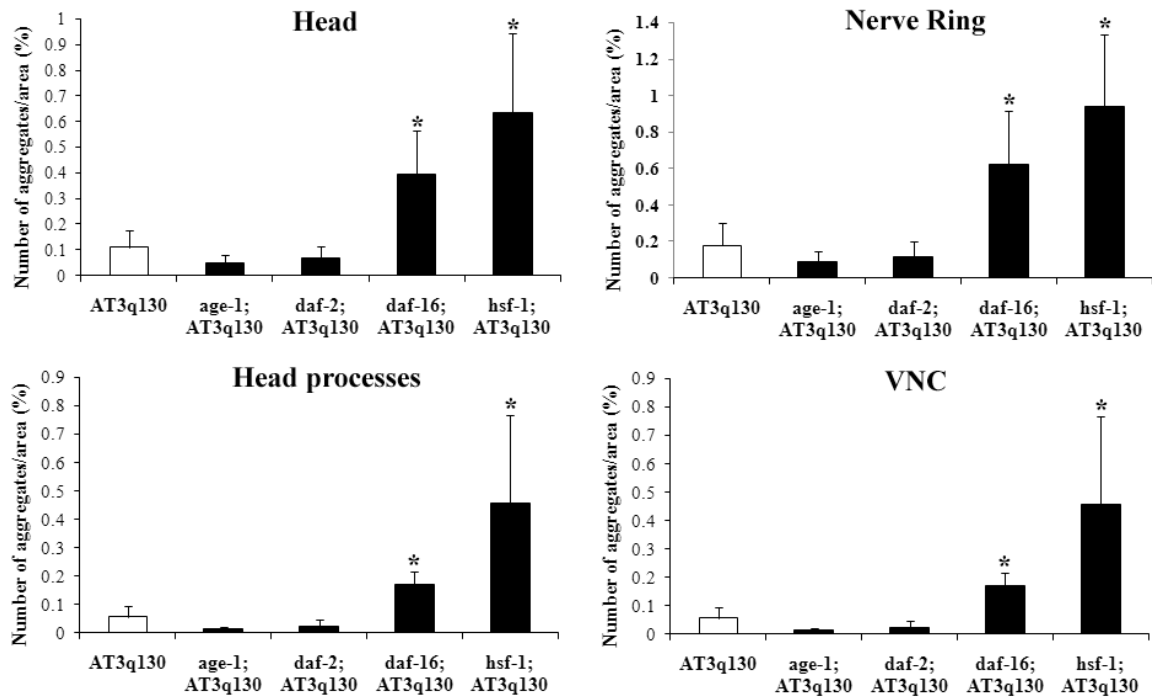 Head
Number of aggregates/area (%)
1
0.9
0.8
0.7
0.6
0.5
0.4
0.3
0.2
0.1
0
*
*
AT3q130 age-1; daf-2; daf-16; hsf-1;
AT3q130 AT3q130 AT3q130 AT3q130
Nerve Ring
Number of aggregates/area (%)
1.4
1.2
1
0.8
0.6
0.4
0.2
0
*
*
AT3q130 age-1; daf-2; daf-16; hsf-1;
AT3q130 AT3q130 AT3q130 AT3q130
Head processes
Number of aggregates/area (%)
0.9
0.8
0.7
0.6
0.5
0.4
0.3
0.2
0.1
0
*
*
AT3q130 age-1; daf-2; daf-16; hsf-1;
AT3q130 AT3q130 AT3q130 AT3q130
VNC
Number of aggregates/area (%)
0.9
0.8
0.7
0.6
0.5
0.4
0.3
0.2
0.1
0
*
*
AT3q130 age-1; daf-2; daf-16; hsf-1;
AT3q130 AT3q130 AT3q130 AT3q130